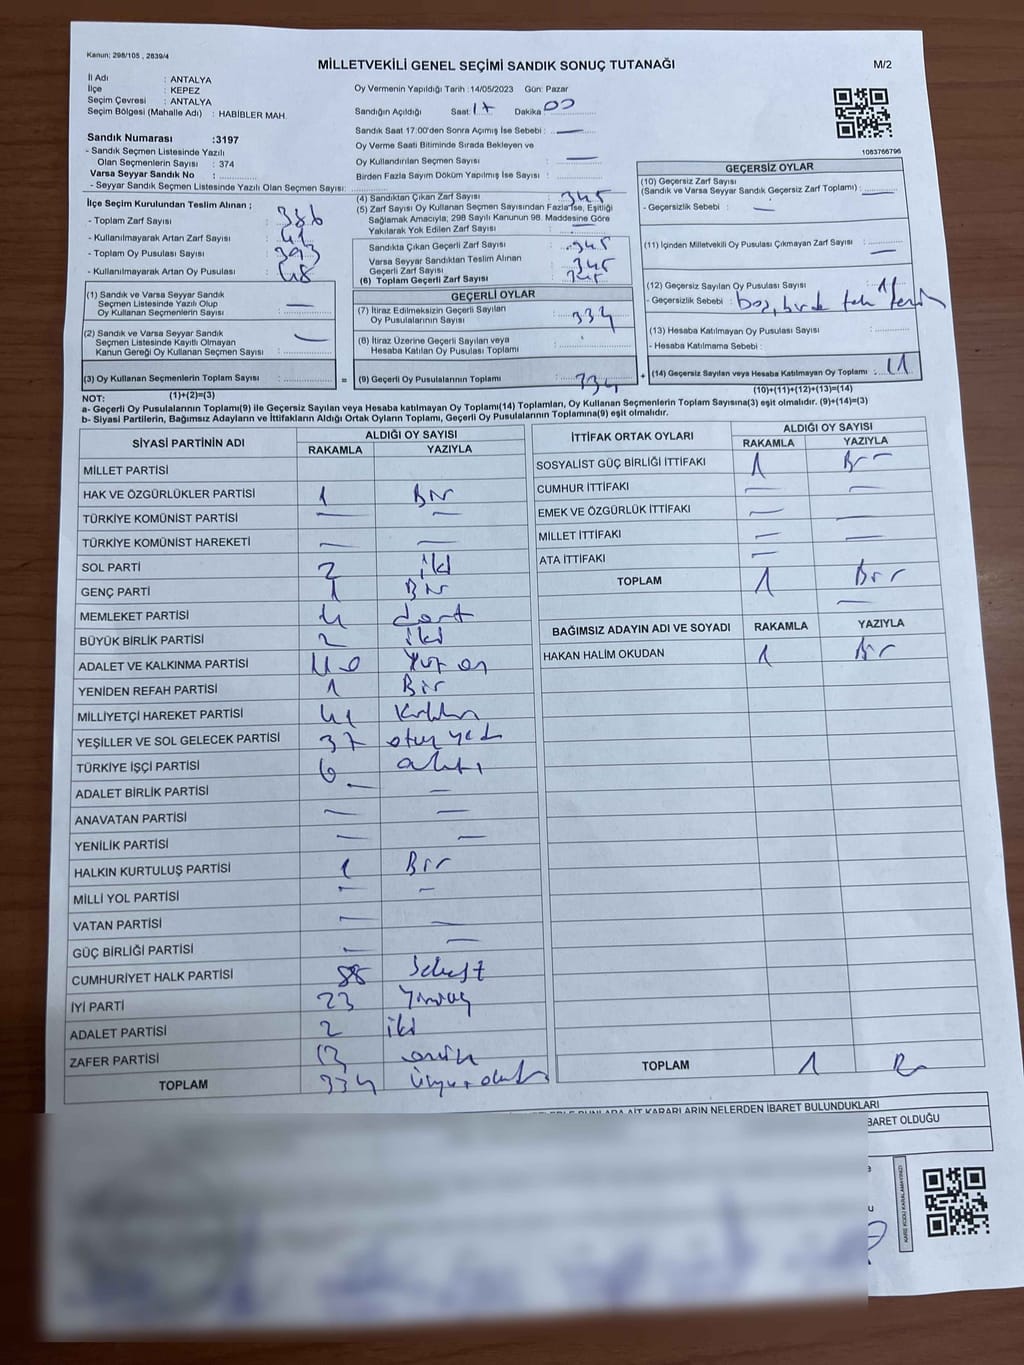 Kanun: 298/105 , 2839/4
MİLLETVEKİLİ GENEL SEÇİMİ SANDIK SONUÇ TUTANAĞI
M/2
İl Adı : ANTALYA
İlçe : KEPEZ
Seçim Çevresi : ANTALYA
Seçim Bölgesi (Mahalle Adı) : HABİBLER MAH.
Oy Vermenin Yapıldığı Tarih : 14/05/2023 Gün: Pazar
Sandığın Açıldığı Saat: 17 Dakika 00
Sandık Saat 17:00'den Sonra Açımış İse Sebebi : —
Oy Verme Saati Bitiminde Sırada Bekleyen ve
Oy Kullandırılan Seçmen Sayısı : —
Birden Fazla Sayım Döküm Yapılmış İse Sayısı :
1083766796
Sandık Numarası :3197
- Sandık Seçmen Listesinde Yazılı
Olan Seçmenlerin Sayısı : 374
Varsa Seyyar Sandık No :
- Seyyar Sandık Seçmen Listesinde Yazılı Olan Seçmen Sayısı:
İlçe Seçim Kurulundan Teslim Alınan ;
- Toplam Zarf Sayısı : 386
- Kullanılmayarak Artan Zarf Sayısı : 41
- Toplam Oy Pusulası Sayısı : 393
- Kullanılmayarak Artan Oy Pusulası : 48
(1) Sandık ve Varsa Seyyar Sandık
Seçmen Listesinde Yazılı Olup
Oy Kullanan Seçmenlerin Sayısı : —
(2) Sandık ve Varsa Seyyar Sandık
Seçmen Listesinde Kayıtlı Olmayan
Kanun Gereği Oy Kullanan Seçmen Sayısı : —
(3) Oy Kullanan Seçmenlerin Toplam Sayısı :
(1)+(2)=(3)
(4) Sandıktan Çıkan Zarf Sayısı : 345
(5) Zarf Sayısı Oy Kullanan Seçmen Sayısından Fazla İse, Eşitliği
Sağlamak Amacıyla; 298 Sayılı Kanunun 98. Maddesine Göre
Yakılarak Yok Edilen Zarf Sayısı : —
Sandıkta Çıkan Geçerli Zarf Sayısı : 345
Varsa Seyyar Sandıktan Teslim Alınan
Geçerli Zarf Sayısı : 345
(6) Toplam Geçerli Zarf Sayısı : 345
GEÇERLİ OYLAR
(7) İtiraz Edilmeksizin Geçerli Sayılan
Oy Pusulalarının Sayısı : 334
(8) İtiraz Üzerine Geçerli Sayılan veya
Hesaba Katılan Oy Pusulası Toplamı :
= (9) Geçerli Oy Pusulalarının Toplamı : 334
GEÇERSİZ OYLAR
(10) Geçersiz Zarf Sayısı
(Sandık ve Varsa Seyyar Sandık Geçersiz Zarf Toplamı) : —
- Geçersizlik Sebebi : —
(11) İçinden Milletvekili Oy Pusulası Çıkmayan Zarf Sayısı : —
(12) Geçersiz Sayılan Oy Pusulası Sayısı : 11
- Geçersizlik Sebebi : boş,
(13) Hesaba Katılmayan Oy Pusulası Sayısı :
- Hesaba Katılmama Sebebi :
+ (14) Geçersiz Sayılan veya Hesaba Katılmayan Oy Toplamı : 11
(10)+(11)+(12)+(13)=(14)
NOT:
a- Geçerli Oy Pusulalarının Toplamı(9) ile Geçersiz Sayılan veya Hesaba Katılmayan Oy Toplamı(14) Toplamları, Oy Kullanan Seçmenlerin Toplam Sayısına(3) eşit olmalıdır. (9)+(14)=(3)
b- Siyasi Partilerin, Bağımsız Adayların ve İttifakların Aldığı Ortak Oyların Toplamı, Geçerli Oy Pusulalarının Toplamına(9) eşit olmalıdır.
SİYASİ PARTİNİN ADI ALDIĞI OY SAYISI
RAKAMLA YAZIYLA
MİLLET PARTİSİ
HAK VE ÖZGÜRLÜKLER PARTİSİ 1 Bir
TÜRKİYE KOMÜNİST PARTİSİ — —
TÜRKİYE KOMÜNİST HAREKETİ — —
SOL PARTİ 2 iki
GENÇ PARTİ 1 Bir
MEMLEKET PARTİSİ 4 dört
BÜYÜK BİRLİK PARTİSİ 2 iki
ADALET VE KALKINMA PARTİSİ 110 Yüz on
YENİDEN REFAH PARTİSİ 1 Bir
MİLLİYETÇİ HAREKET PARTİSİ 41
YEŞİLLER VE SOL GELECEK PARTİSİ 37 otuz yedi
TÜRKİYE İŞÇİ PARTİSİ 6 altı
ADALET BİRLİK PARTİSİ — —
ANAVATAN PARTİSİ — —
YENİLİK PARTİSİ — —
HALKIN KURTULUŞ PARTİSİ 1 Bir
MİLLİ YOL PARTİSİ — —
VATAN PARTİSİ — —
GÜÇ BİRLİĞİ PARTİSİ — —
CUMHURİYET HALK PARTİSİ 88
İYİ PARTİ 23 Yirmiüç
ADALET PARTİSİ 2 iki
ZAFER PARTİSİ 13 onüç
TOPLAM 334
İTTİFAK ORTAK OYLARI ALDIĞI OY SAYISI
RAKAMLA YAZIYLA
SOSYALİST GÜÇ BİRLİĞİ İTTİFAKI 1 Bir
CUMHUR İTTİFAKI — —
EMEK VE ÖZGÜRLÜK İTTİFAKI — —
MİLLET İTTİFAKI — —
ATA İTTİFAKI —
TOPLAM 1 Bir
BAĞIMSIZ ADAYIN ADI VE SOYADI RAKAMLA YAZIYLA
HAKAN HALİM OKUDAN 1 Bir
TOPLAM 1 Bir
KARARLARIN NELERDEN İBARET BULUNDUKLARI
BARET OLDUĞU
KARE KODU KARALAMAYINIZ!